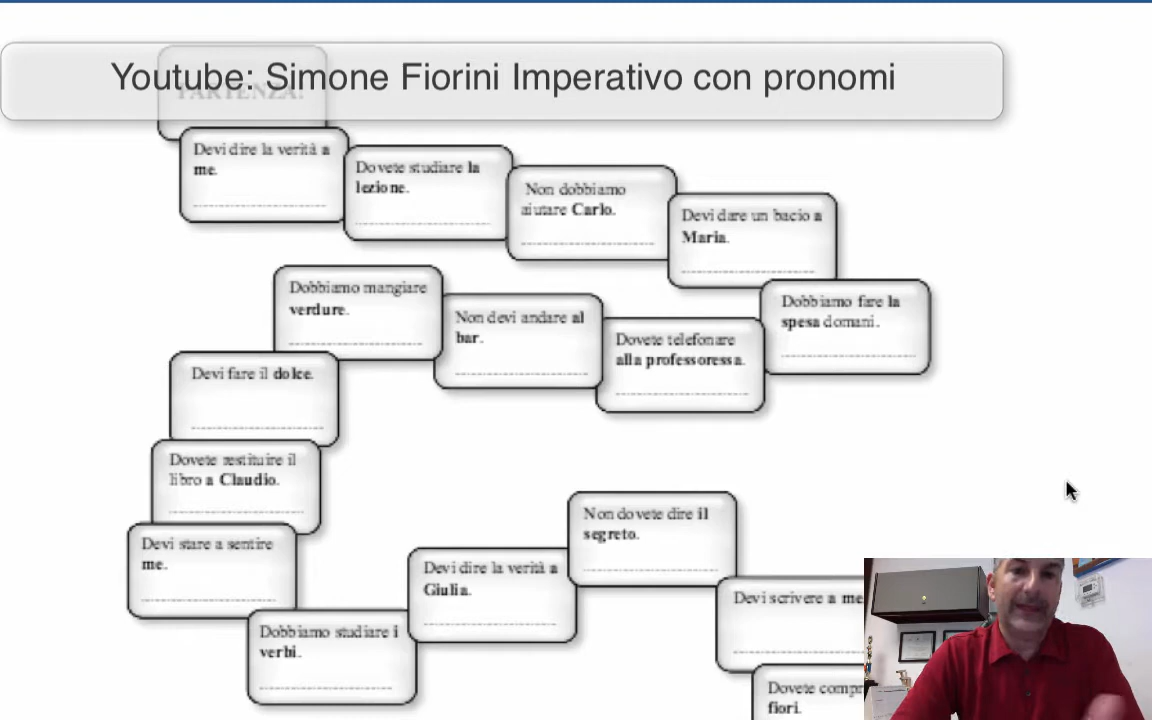 Youtube: Simone Fiorini Imperativo con pronomi
PARTENZA!
Devi dire la verità a
me.
Dovete studiare la
lezione.
Non dobbiamo
aiutare Carlo.
Devi dare un bacio a
Maria.
Dobbiamo fare la
spesa domani.
Dovete telefonare
alla professoressa.
Non devi andare al
bar.
Dobbiamo mangiare
verdure.
Devi fare il dolce.
Dovete restituire il
libro a Claudio.
Devi stare a sentire
me.
Dobbiamo studiare i
verbi.
Devi dire la verità a
Giulia.
Non dovete dire il
segreto.
Devi scrivere a me
Dovete compr
fiori.